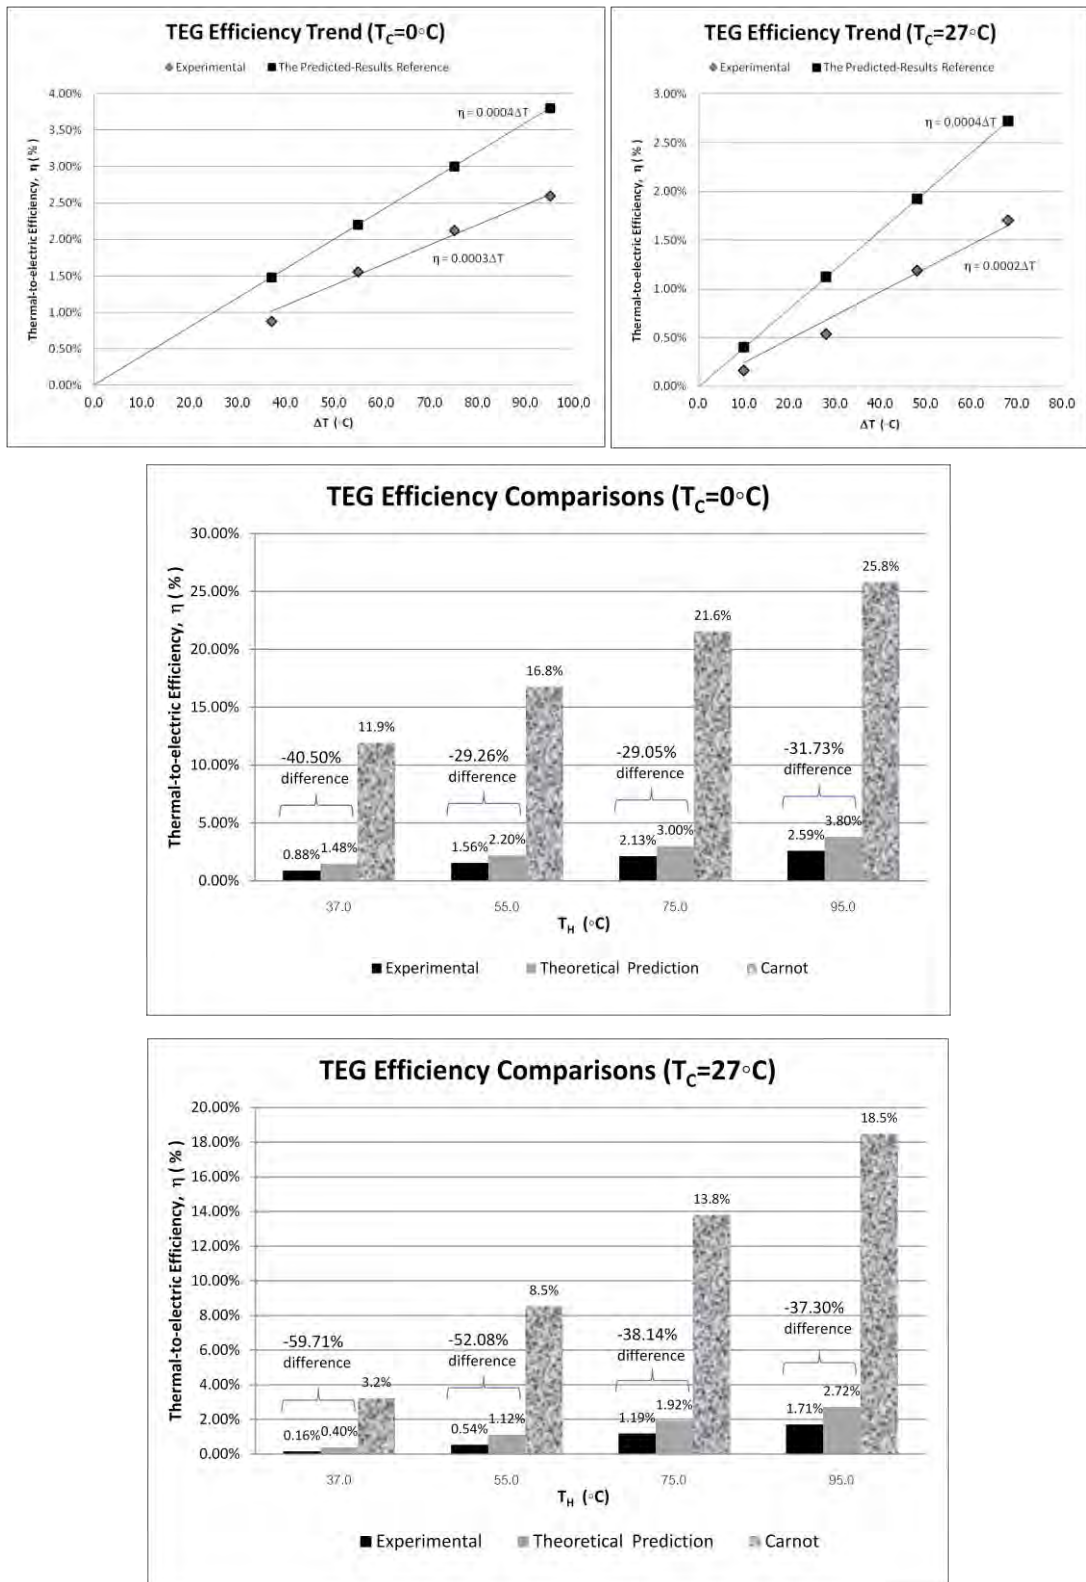 TEG Efficiency Trend (T_C=0◦C)
Experimental The Predicted-Results Reference
Thermal-to-electric Efficiency, η (%)
4.00%
3.50%
3.00%
2.50%
2.00%
1.50%
1.00%
0.50%
0.00%
η = 0.0004ΔT
η = 0.0003ΔT
0.0 10.0 20.0 30.0 40.0 50.0 60.0 70.0 80.0 90.0 100.0
ΔT (◦C)
TEG Efficiency Trend (T_C=27◦C)
Experimental The Predicted-Results Reference
Thermal-to-electric Efficiency, η (%)
3.00%
2.50%
2.00%
1.50%
1.00%
0.50%
0.00%
η = 0.0004ΔT
η = 0.0002ΔT
0.0 10.0 20.0 30.0 40.0 50.0 60.0 70.0 80.0
ΔT (◦C)
TEG Efficiency Comparisons (T_C=0◦C)
Thermal-to-electric Efficiency, η ( % )
30.00%
25.00%
20.00%
15.00%
10.00%
5.00%
0.00%
25.8%
21.6%
16.8%
11.9%
-40.50%
difference
-29.26%
difference
-29.05%
difference
-31.73%
difference
0.88% 1.48%
1.56% 2.20%
2.13% 3.00%
2.59% 3.80%
37.0 55.0 75.0 95.0
T_H (◦C)
Experimental Theoretical Prediction Carnot
TEG Efficiency Comparisons (T_C=27◦C)
Thermal-to-electric Efficiency, η ( % )
20.00%
18.00%
16.00%
14.00%
12.00%
10.00%
8.00%
6.00%
4.00%
2.00%
0.00%
18.5%
13.8%
8.5%
3.2%
-59.71%
difference
-52.08%
difference
-38.14%
difference
-37.30%
difference
0.16% 0.40%
0.54% 1.12%
1.19% 1.92%
1.71% 2.72%
37.0 55.0 75.0 95.0
T_H (◦C)
Experimental Theoretical Prediction Carnot